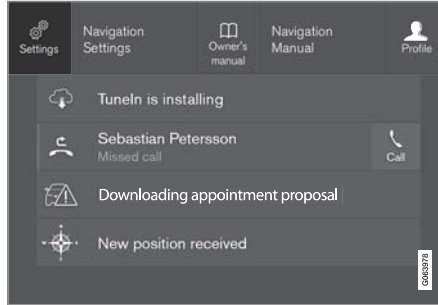 Settings
Navigation
Settings
Owner's
manual
Navigation
Manual
Profile
TuneIn is installing
Sebastian Petersson
Missed call
Call
Downloading appointment proposal
New position received
G063978